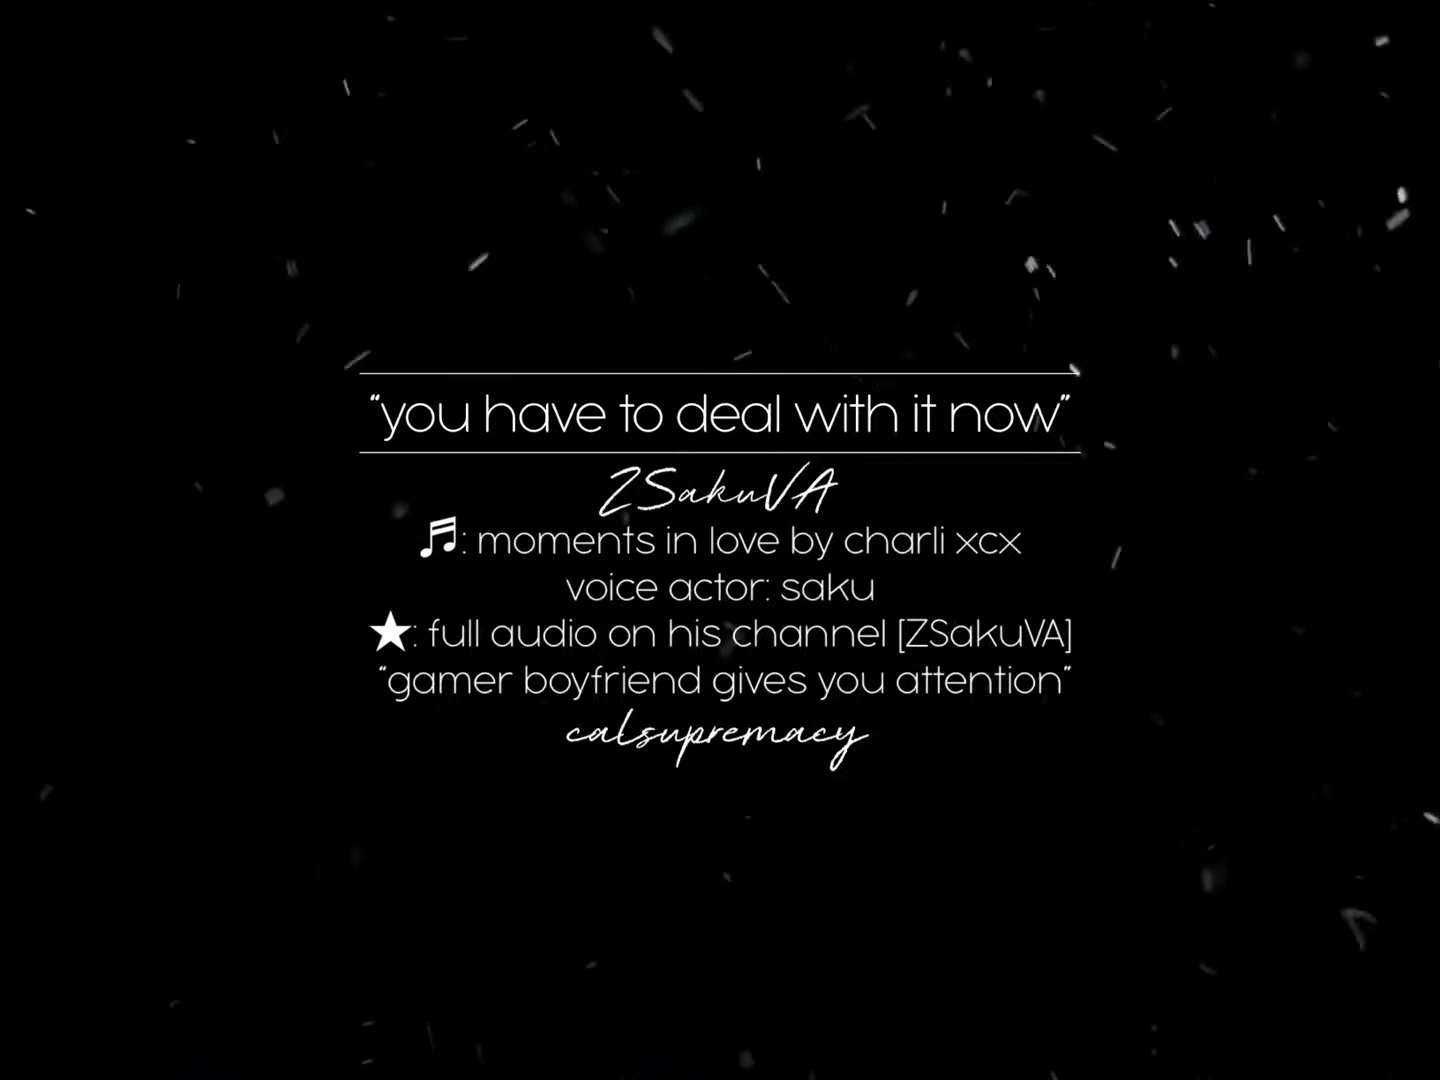 “you have to deal with it now”
ZSakuVA
♬: moments in love by charli xcx
voice actor: saku
★: full audio on his channel [ZSakuVA]
“gamer boyfriend gives you attention”
calsupremacy